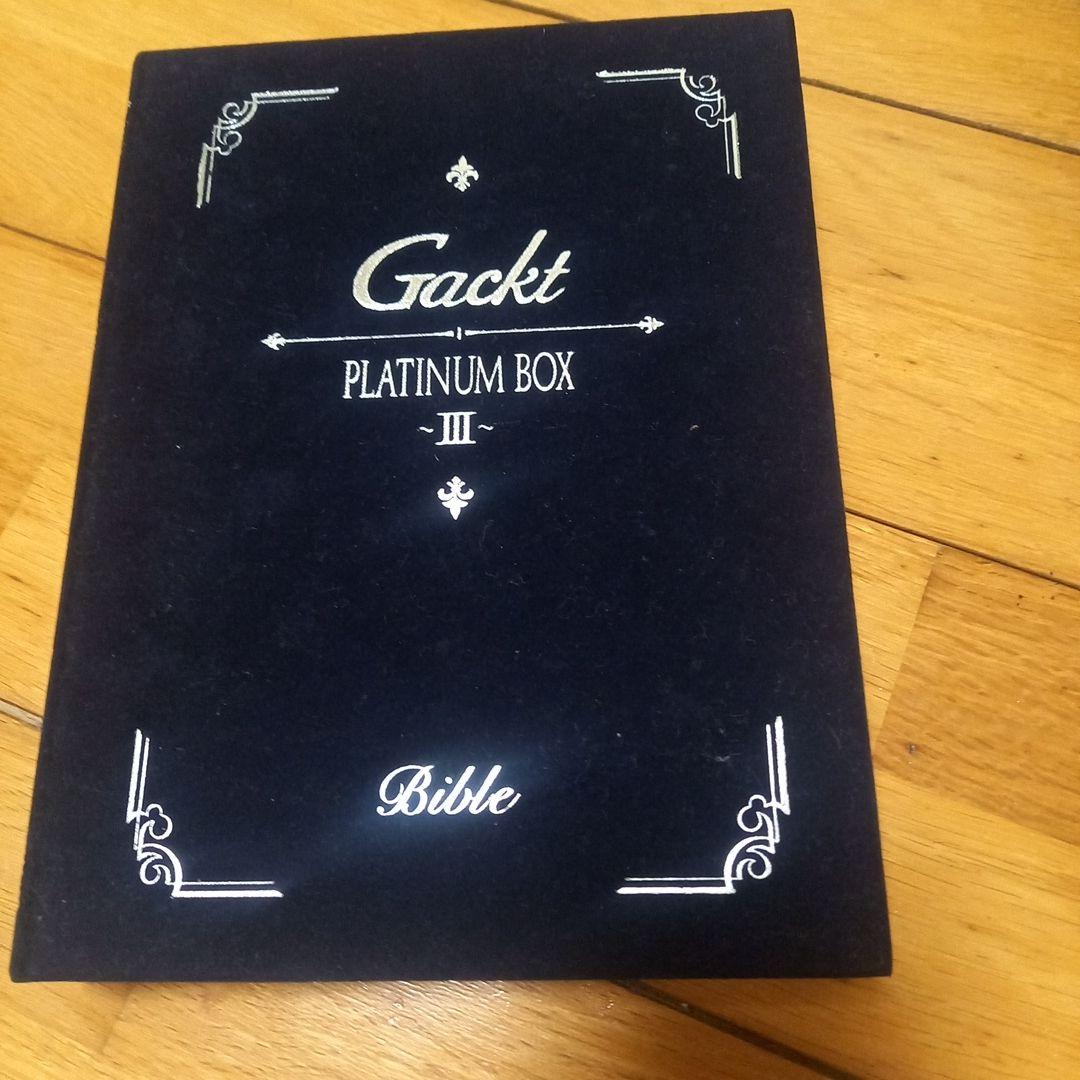 Gackt
PLATINUM BOX
~III~
Bible